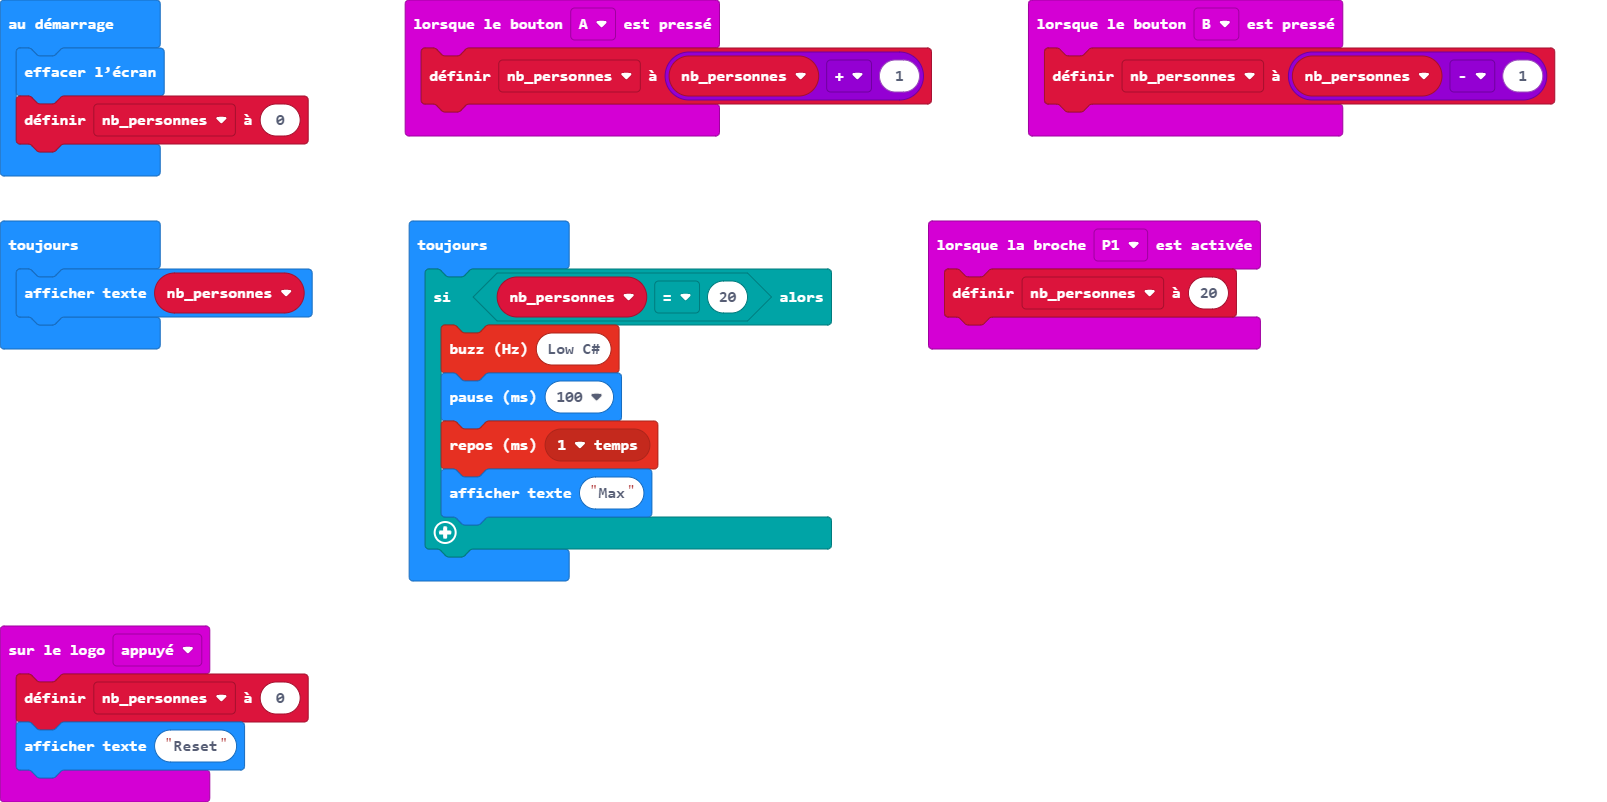 au démarrage
effacer l'écran
définir nb_personnes à 0
lorsque le bouton A est pressé
définir nb_personnes à nb_personnes + 1
lorsque le bouton B est pressé
définir nb_personnes à nb_personnes - 1
toujours
afficher texte nb_personnes
toujours
si nb_personnes = 20 alors
buzz (Hz) Low C#
pause (ms) 100
repos (ms) 1 temps
afficher texte "Max"
lorsque la broche P1 est activée
définir nb_personnes à 20
sur le logo appuyé
définir nb_personnes à 0
afficher texte "Reset"